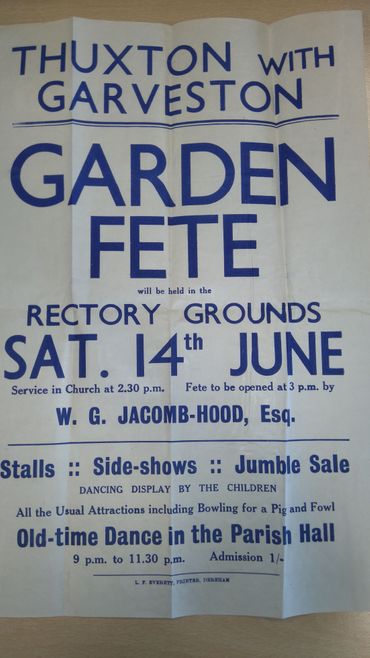 THUXTON WITH
GARVESTON
GARDEN
FETE
will be held in the
RECTORY GROUNDS
SAT. 14th JUNE
Service in Church at 2.30 p.m. Fete to be opened at 3 p.m. by
W. G. JACOMB-HOOD, Esq.
Stalls :: Side-shows :: Jumble Sale
DANCING DISPLAY BY THE CHILDREN
All the Usual Attractions including Bowling for a Pig and Fowl
Old-time Dance in the Parish Hall
9 p.m. to 11.30 p.m. Admission 1/-
L. F. EVERETT, PRINTER, DEREHAM